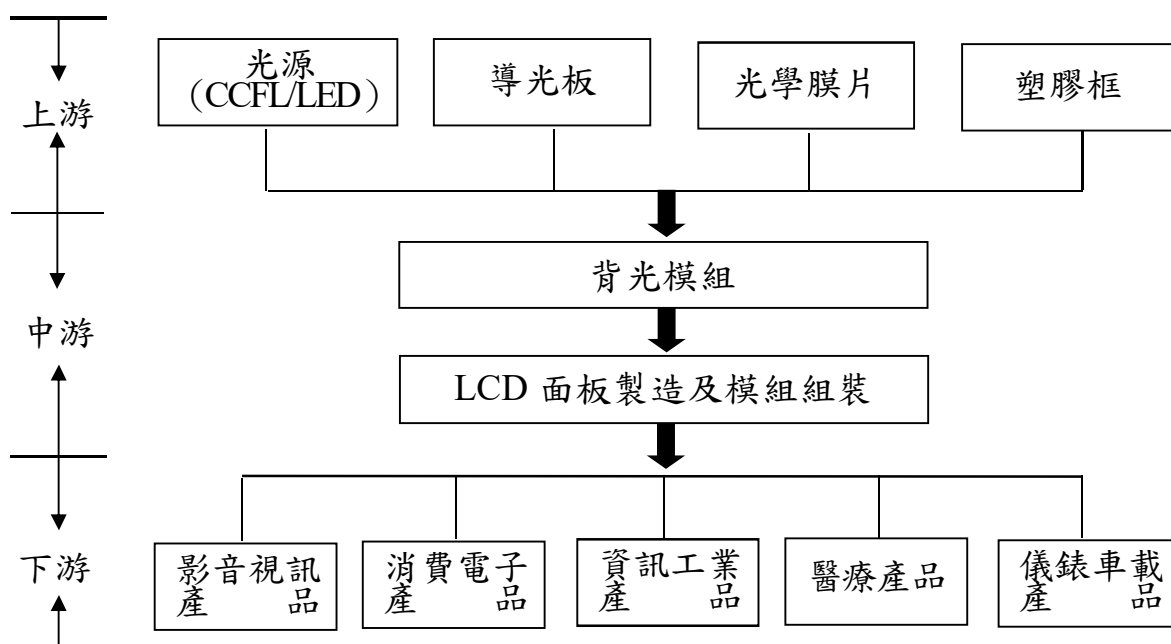 光源
（CCFL/LED）
導光板
光學膜片
塑膠框
上游
背光模組
中游
LCD 面板製造及模組組裝
下游
影音視訊
產品
消費電子
產品
資訊工業
產品
醫療產品
儀錶車載
產品